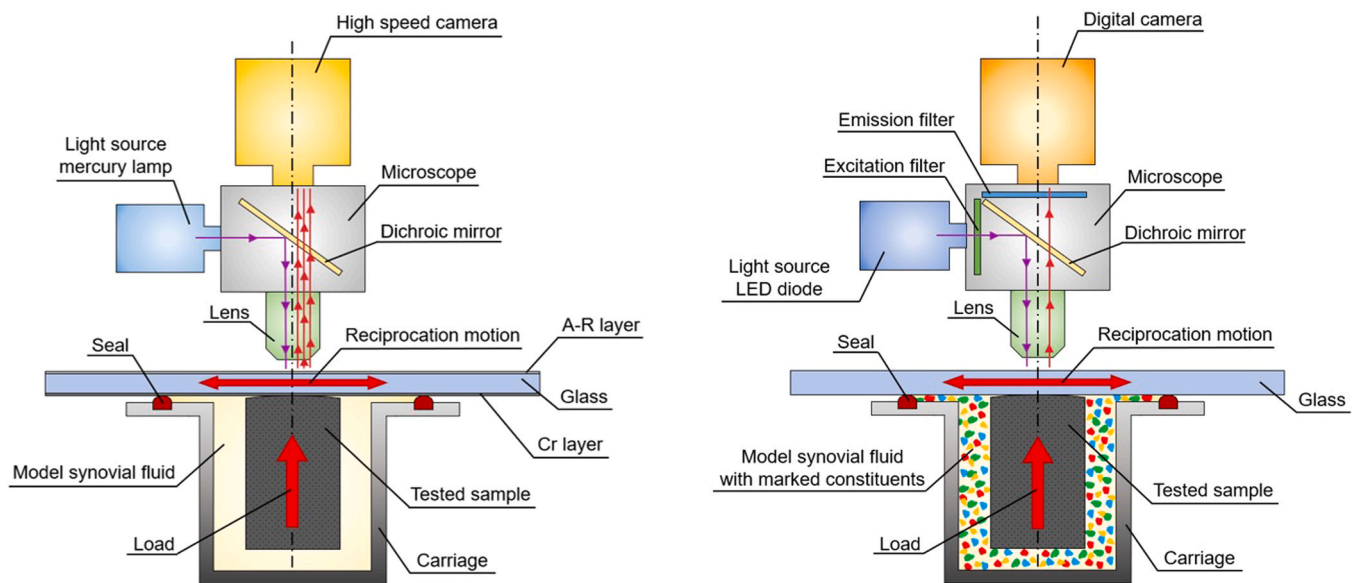 High speed camera
Light source
mercury lamp
Microscope
Dichroic mirror
Lens
A-R layer
Reciprocation motion
Seal
Glass
Cr layer
Model synovial fluid
Tested sample
Load
Carriage
Digital camera
Emission filter
Excitation filter
Microscope
Dichroic mirror
Light source
LED diode
Lens
Reciprocation motion
Seal
Glass
Model synovial fluid
with marked constituents
Tested sample
Load
Carriage